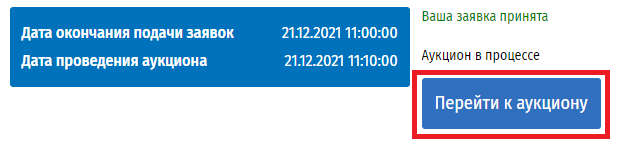 Дата окончания подачи заявок 21.12.2021 11:00:00
Дата проведения аукциона 21.12.2021 11:10:00
Ваша заявка принята
Аукцион в процессе
Перейти к аукциону